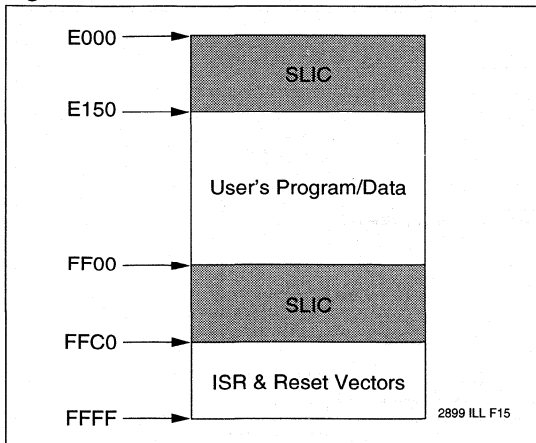 E000
SLIC
E150
User's Program/Data
FF00
SLIC
FFC0
ISR & Reset Vectors
FFFF
2899 ILL F15